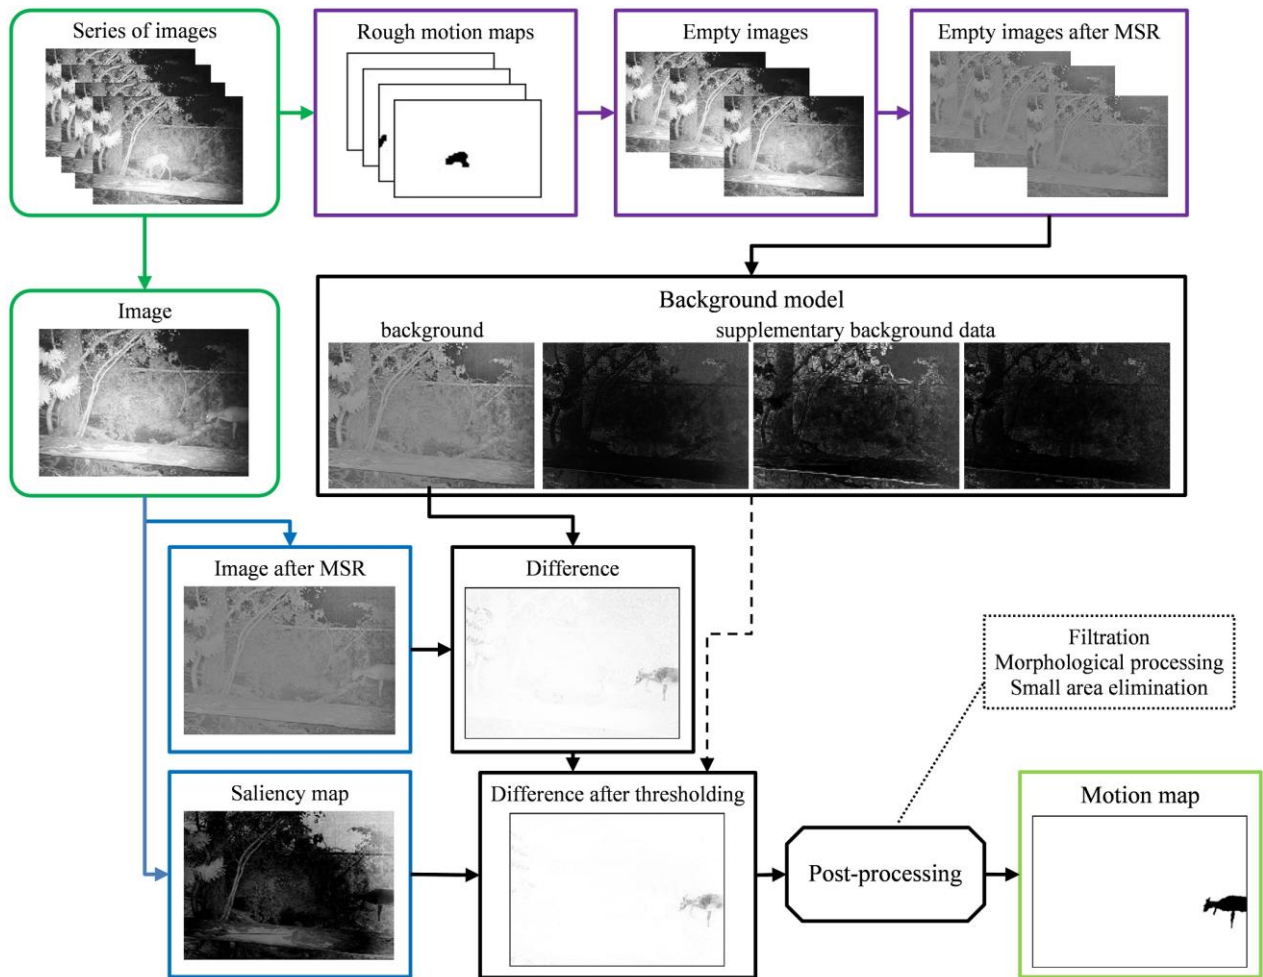 Series of images
Rough motion maps
Empty images
Empty images after MSR
Image
Background model
background
supplementary background data
Image after MSR
Difference
Filtration
Morphological processing
Small area elimination
Saliency map
Difference after thresholding
Post-processing
Motion map